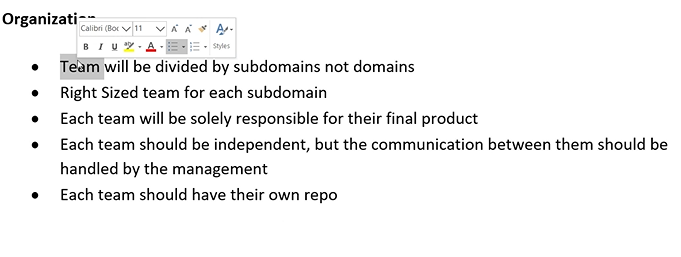 Organization
Calibri (Boc 11 A A A
B I U ab A Styles
Team will be divided by subdomains not domains
Right Sized team for each subdomain
Each team will be solely responsible for their final product
Each team should be independent, but the communication between them should be
handled by the management
Each team should have their own repo